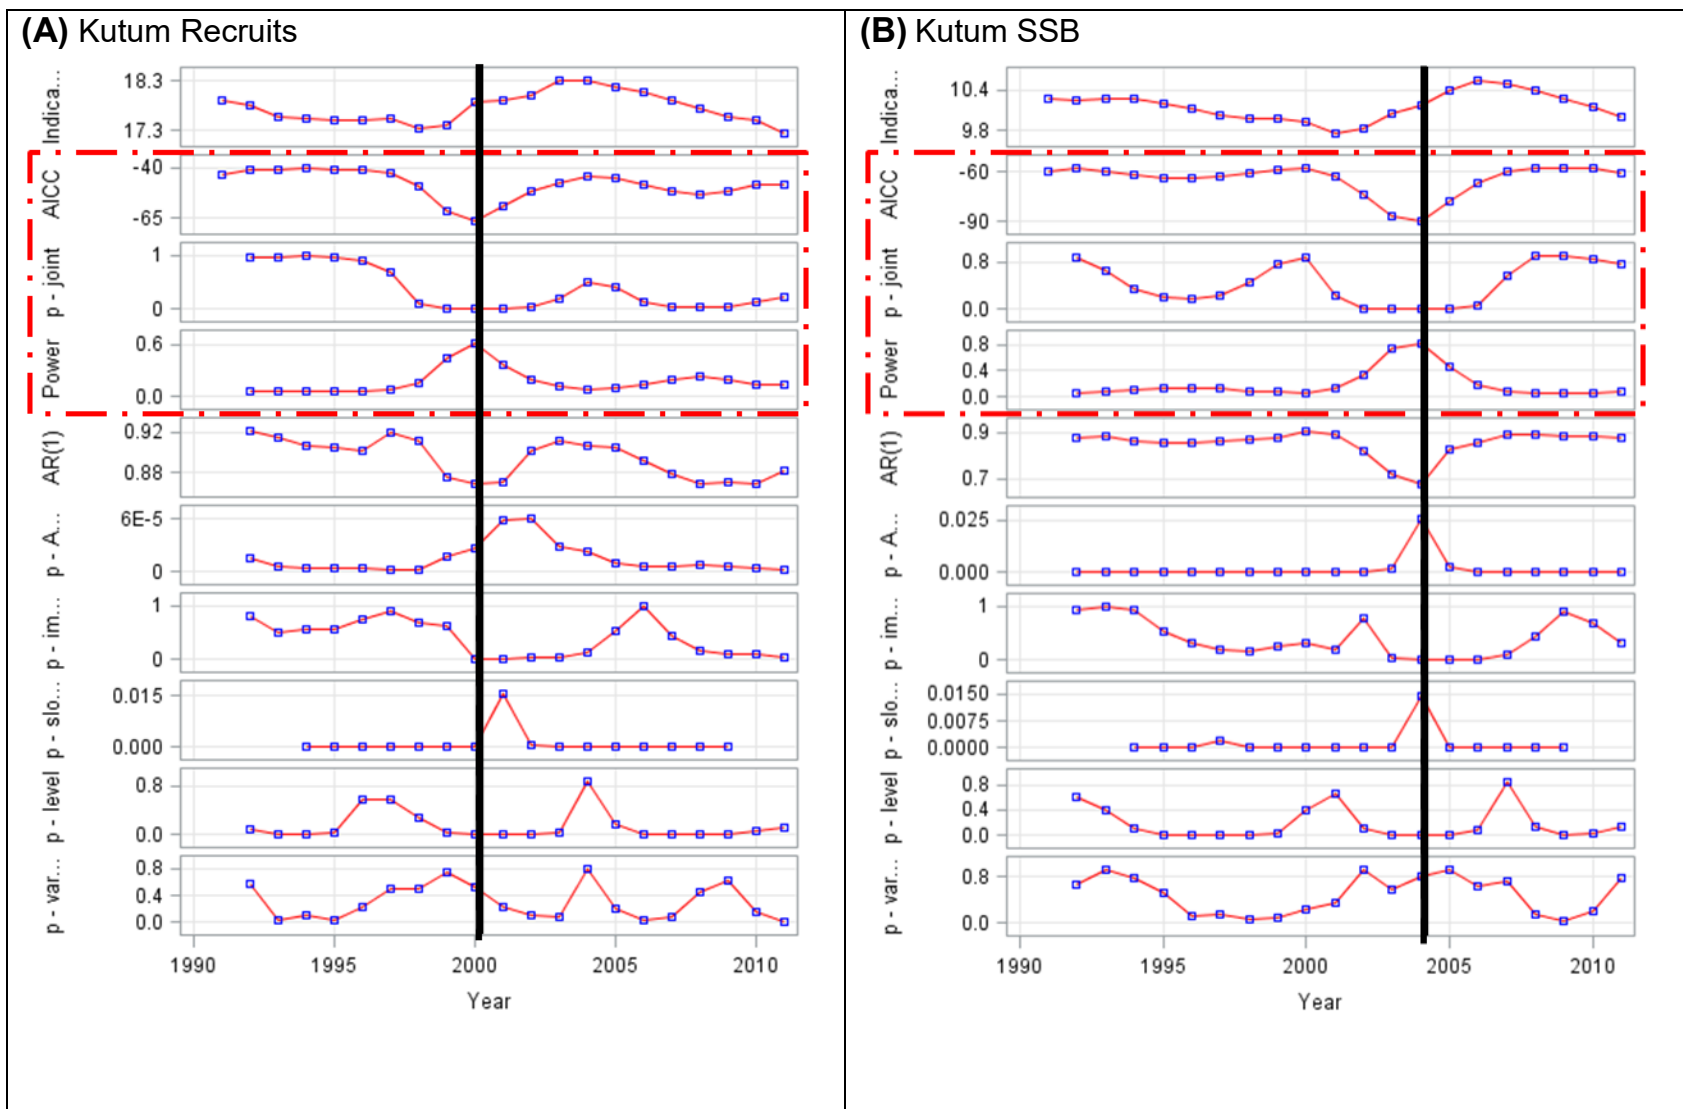 (A) Kutum Recruits
Indica...
18.3
17.3
AICC
-40
-65
p - joint
1
0
Power
0.6
0.0
AR(1)
0.92
0.88
p - A...
6E-5
0
p - im...
1
0
p - slo...
0.015
0.000
p - level
0.8
0.0
p - var...
0.8
0.4
0.0
1990 1995 2000 2005 2010
Year
(B) Kutum SSB
Indica...
10.4
9.8
AICC
-60
-90
p - joint
0.8
0.0
Power
0.8
0.4
0.0
AR(1)
0.9
0.7
p - A...
0.025
0.000
p - im...
1
0
p - slo...
0.0150
0.0075
0.0000
p - level
0.8
0.4
0.0
p - var...
0.8
0.0
1990 1995 2000 2005 2010
Year